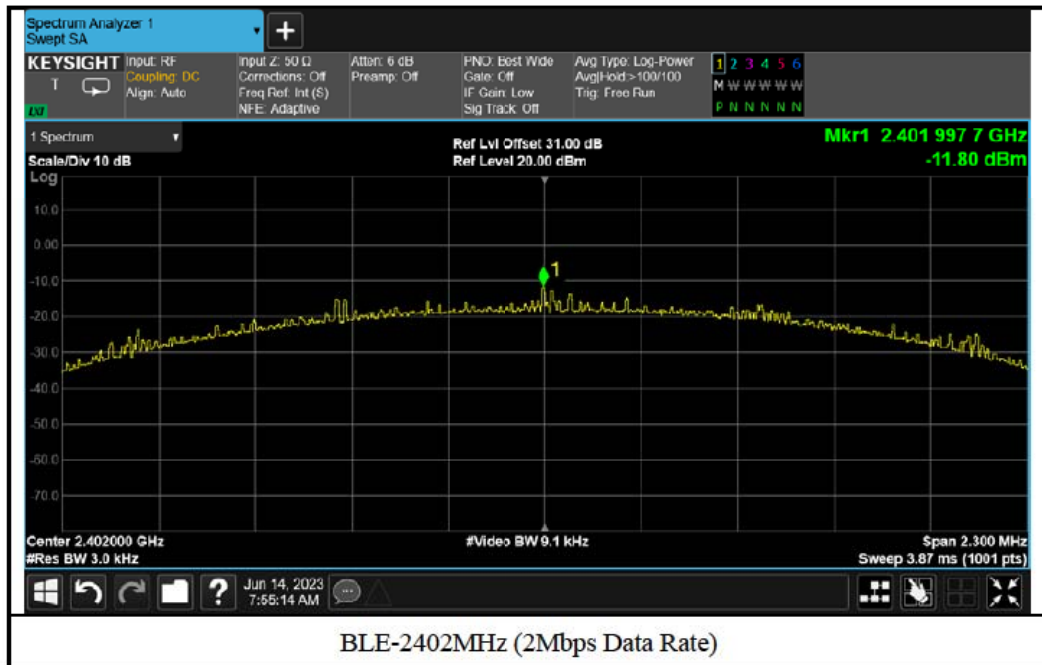 Spectrum Analyzer 1
Swept SA
+
KEYSIGHT
T
Input: RF
Coupling: DC
Align: Auto
Input Z: 50 Ω
Corrections: Off
Freq Ref: Int (S)
NFE: Adaptive
Atten: 6 dB
Preamp: Off
PNO: Best Wide
Gate: Off
IF Gain: Low
Sig Track: Off
Avg Type: Log-Power
Avg|Hold:>100/100
Trig: Free Run
1 2 3 4 5 6
M W W W W W
P N N N N N
1 Spectrum
Scale/Div 10 dB
Ref Lvl Offset 31.00 dB
Ref Level 20.00 dBm
Mkr1 2.401 997 7 GHz
-11.80 dBm
Log
10.0
0.00
-10.0
-20.0
-30.0
-40.0
-50.0
-60.0
-70.0
1
Center 2.402000 GHz
#Res BW 3.0 kHz
#Video BW 9.1 kHz
Span 2.300 MHz
Sweep 3.87 ms (1001 pts)
?
Jun 14, 2023
7:55:14 AM
BLE-2402MHz (2Mbps Data Rate)